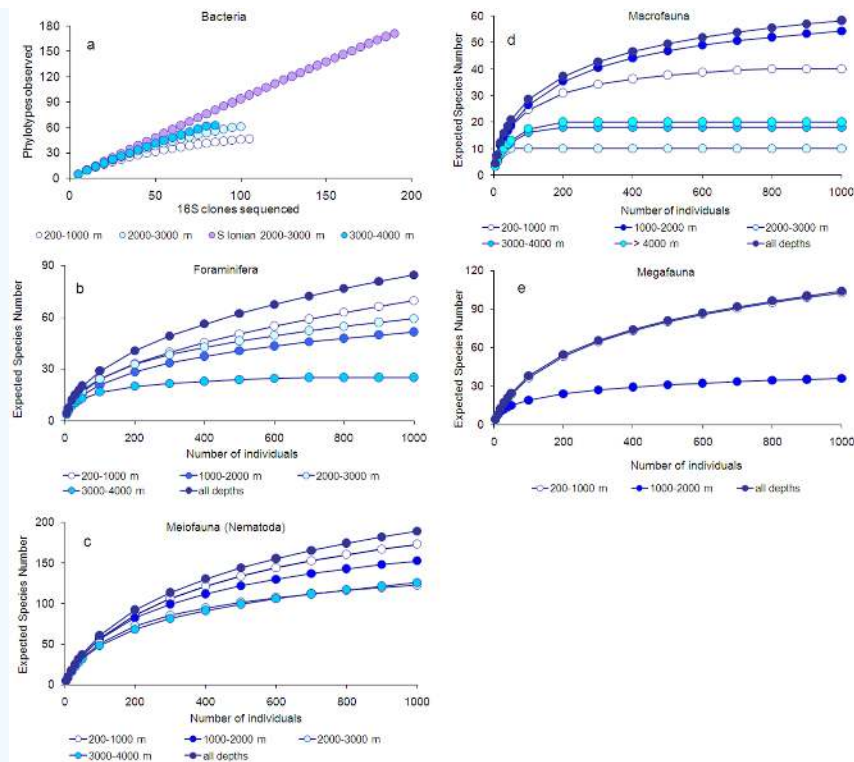 Bacteria
a
180
150
120
90
60
30
0
Phylotypes observed
0 50 100 150 200
16S clones sequenced
200-1000 m 2000-3000 m S Ionian 2000-3000 m 3000-4000 m
Foraminifera
b
90
60
30
0
Expected Species Number
0 200 400 600 800 1000
Number of individuals
200-1000 m 1000-2000 m 2000-3000 m
3000-4000 m all depths
Meiofauna (Nematoda)
c
200
150
100
50
0
Expected Species Number
0 200 400 600 800 1000
Number of individuals
200-1000 m 1000-2000 m 2000-3000 m
3000-4000 m all depths
Macrofauna
d
60
50
40
30
20
10
0
Expected Species Number
0 200 400 600 800 1000
Number of individuals
200-1000 m 1000-2000 m 2000-3000 m
3000-4000 m > 4000 m all depths
Megafauna
e
120
90
60
30
0
Expected Species Number
0 200 400 600 800 1000
Number of individuals
200-1000 m 1000-2000 m all depths